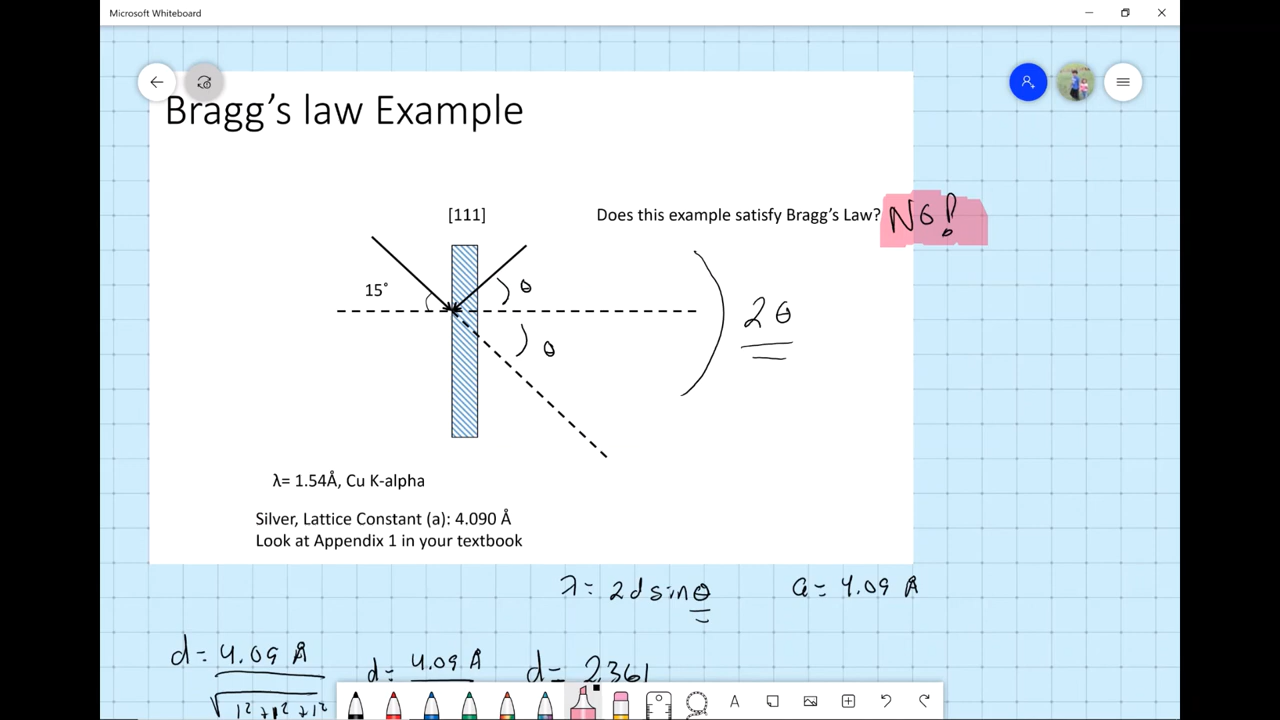 Microsoft Whiteboard
Bragg's law Example
[111]
Does this example satisfy Bragg's Law? NO!
15°
θ
2θ
θ
λ= 1.54Å, Cu K-alpha
Silver, Lattice Constant (a): 4.090 Å
Look at Appendix 1 in your textbook
λ = 2d sinθ
a = 4.09 Å
d = 4.09 Å
√1² + 1² + 1²
d = 4.09 Å
d = 2.361
A